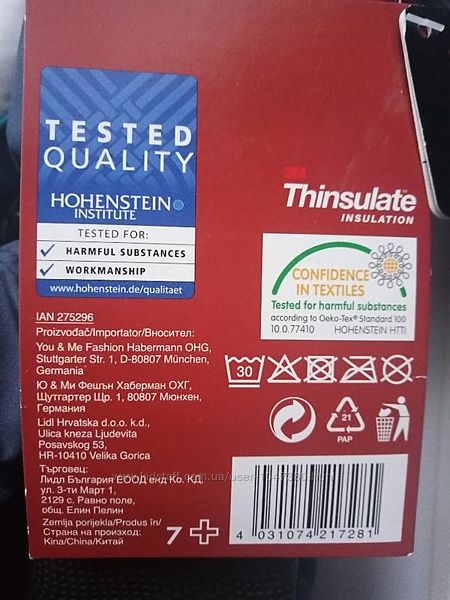 TESTED
QUALITY
HOHENSTEIN
INSTITUTE
TESTED FOR:
HARMFUL SUBSTANCES
WORKMANSHIP
www.hohenstein.de/qualitaet
3M
Thinsulate™
INSULATION
CONFIDENCE
IN TEXTILES
Tested for harmful substances
according to Oeko-Tex® Standard 100
10.0.77410 HOHENSTEIN HTTI
30
21
PAP
IAN 275296
Proizvođač/Importator/Вносител:
You & Me Fashion Habermann OHG,
Stuttgarter Str. 1, D-80807 München,
Germania
Ю & Ми Фешън Хаберман ОХГ,
Щутгартер Щр. 1, 80807 Мюнхен,
Германия
Lidl Hrvatska d.o.o. k.d.,
Ulica kneza Ljudevita
Posavskog 53,
HR-10410 Velika Gorica
Търговец:
Лидл България ЕООД енд Ко. КД,
ул. 3-ти Март 1,
2129 с. Равно поле,
общ. Елин Пелин
Zemlja porijekla/Produs în/
Страна на произход:
Kina/China/Китай
7+
4 031074 217281